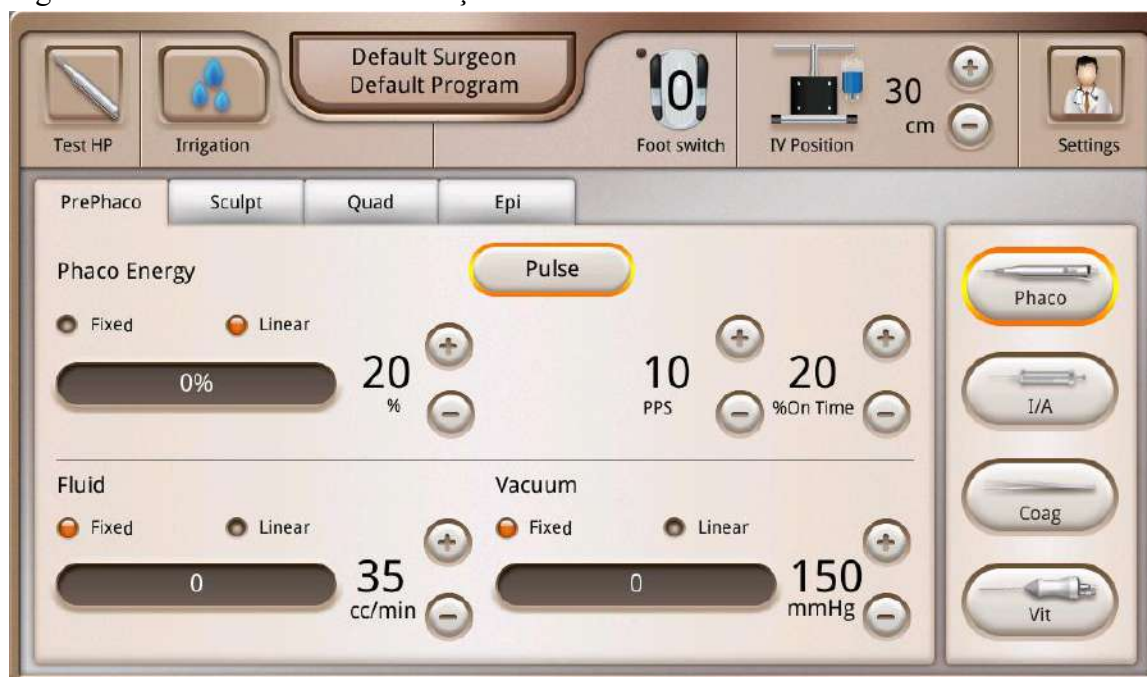 Default Surgeon
Default Program
0
30
cm
Test HP
Irrigation
Foot switch
IV Position
Settings
PrePhaco
Sculpt
Quad
Epi
Phaco Energy
Pulse
Fixed
Linear
0%
20
%
10
PPS
20
%On Time
Fluid
Fixed
Linear
0
35
cc/min
Vacuum
Fixed
Linear
0
150
mmHg
Phaco
I/A
Coag
Vit